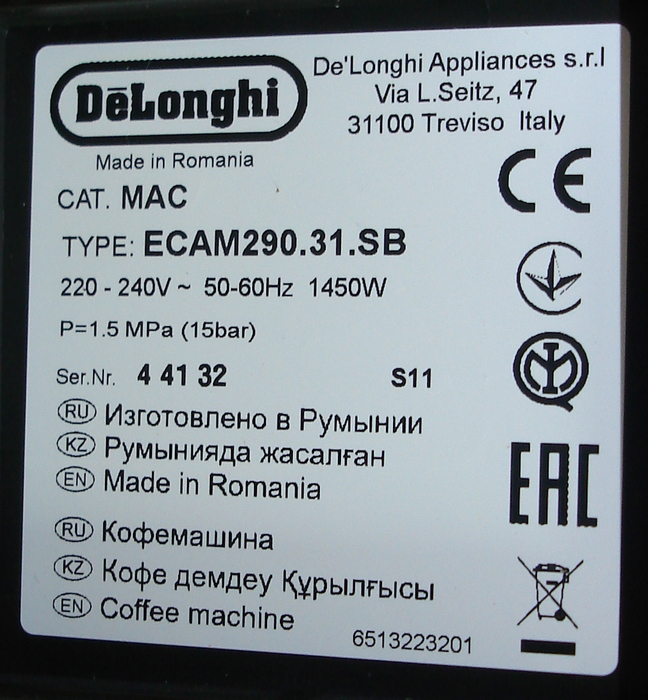 DēLonghi
De'Longhi Appliances s.r.l
Via L.Seitz, 47
31100 Treviso Italy
Made in Romania
CAT. MAC
TYPE: ECAM290.31.SB
220 - 240V ~ 50-60Hz 1450W
P=1.5 MPa (15bar)
Ser.Nr. 4 41 32 S11
RU Изготовлено в Румынии
KZ Румынияда жасалған
EN Made in Romania
RU Кофемашина
KZ Кофе демдеу Құрылғысы
EN Coffee machine
6513223201
CE
EAC